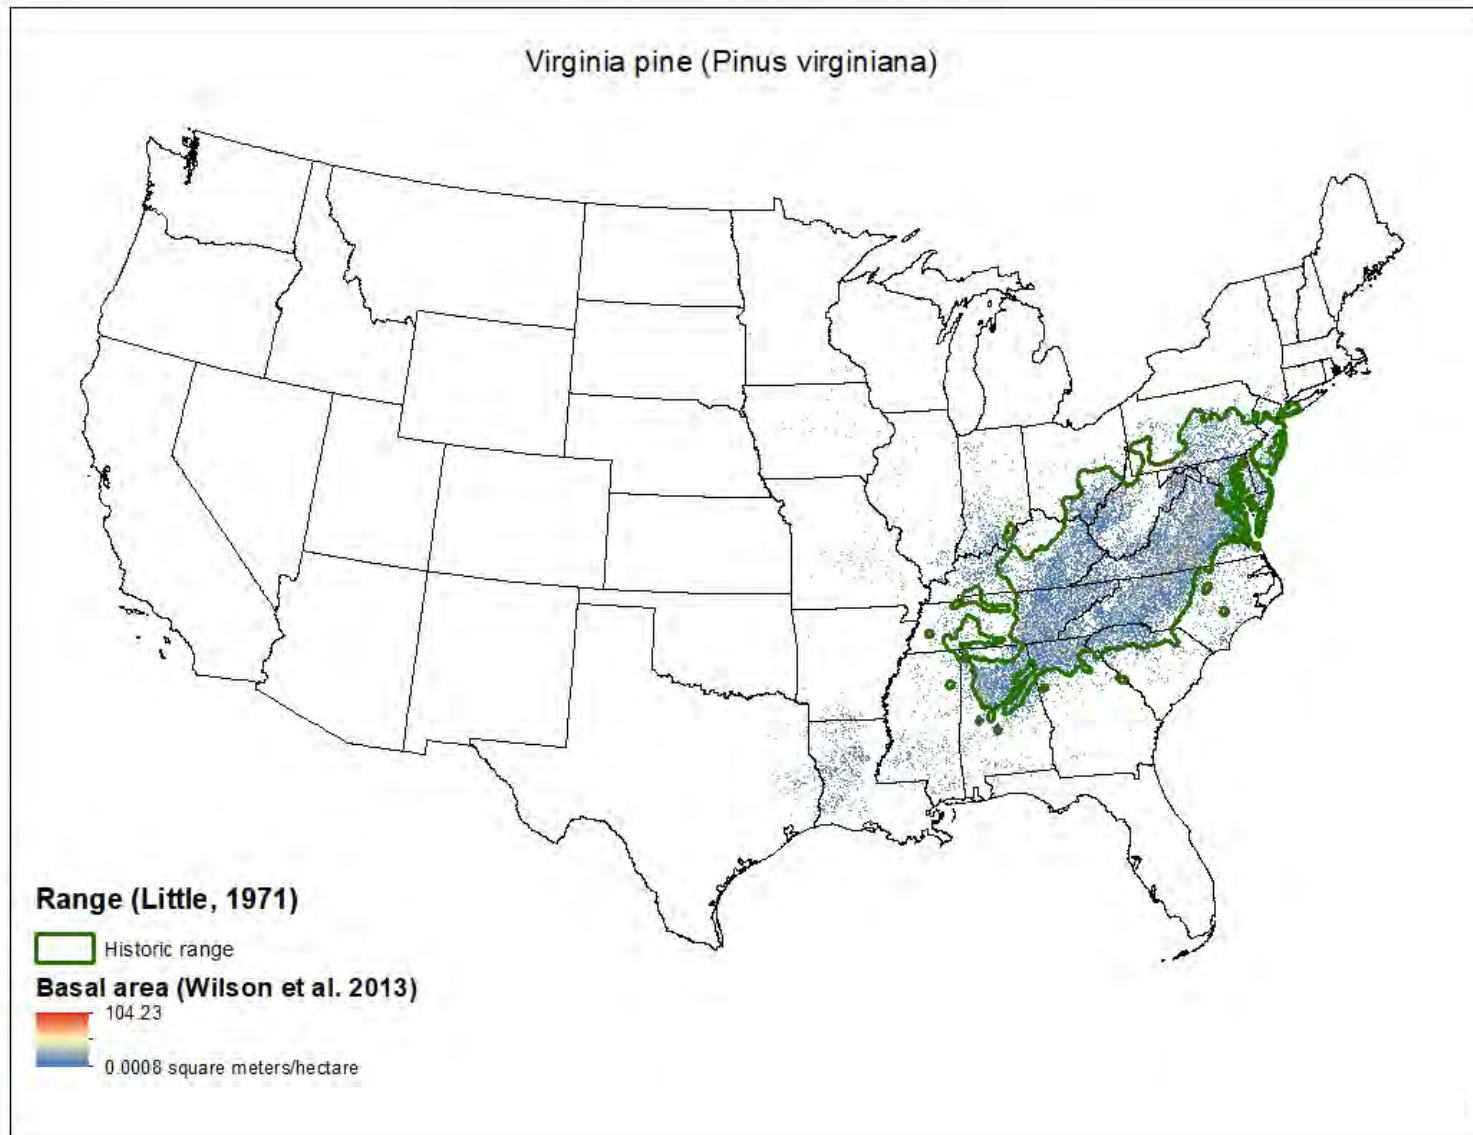 Virginia pine (Pinus virginiana)
Range (Little, 1971)
Historic range
Basal area (Wilson et al. 2013)
104.23
0.0008 square meters/hectare